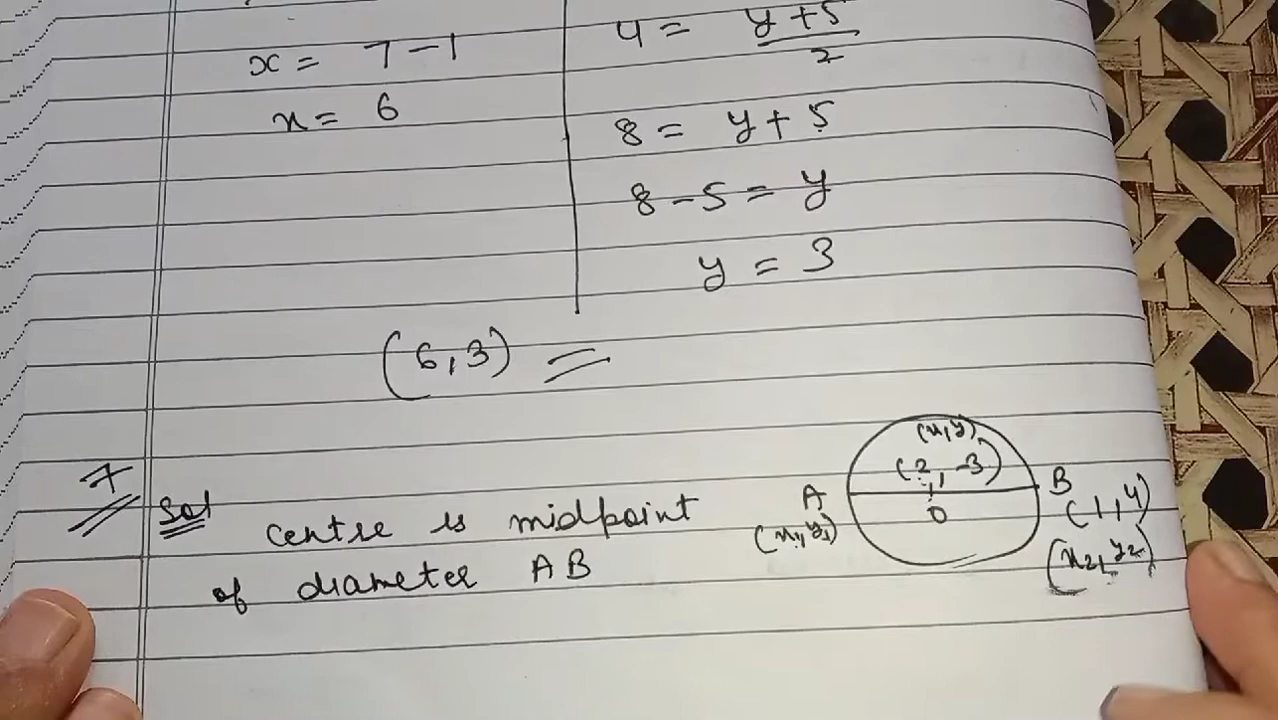 x = 7 - 1
x = 6
4 = y + 5 / 2
8 = y + 5
8 - 5 = y
y = 3
(6, 3) =
7
Sol centre is midpoint
of diameter AB
(x, y)
(2, -3)
O
A
(x1, y1)
B
(1, 4)
(x2, y2)